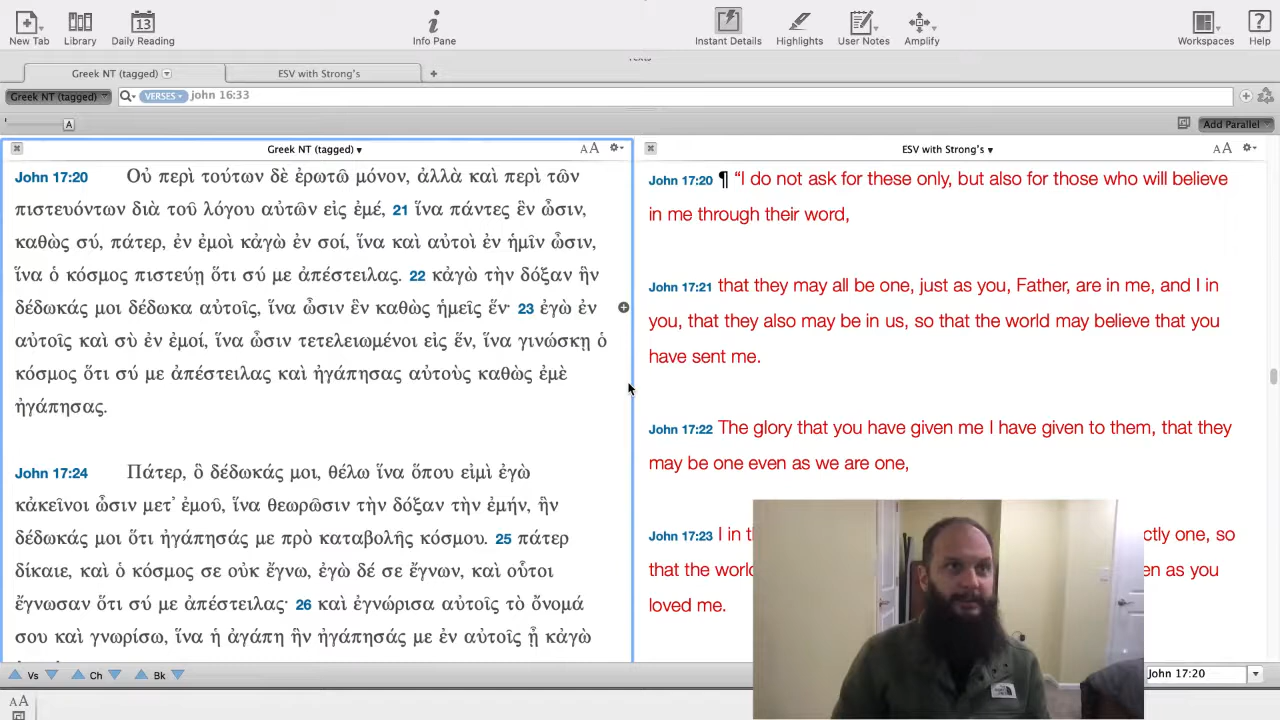 New Tab
Library
13
Daily Reading
Info Pane
Instant Details
Highlights
User Notes
Amplify
Workspaces
Help
Greek NT (tagged)
ESV with Strong's
Greek NT (tagged)
VERSES
john 16:33
A
Add Parallel
Greek NT (tagged)
AA
John 17:20 Οὐ περὶ τούτων δὲ ἐρωτῶ μόνον, ἀλλὰ καὶ περὶ τῶν
πιστευόντων διὰ τοῦ λόγου αὐτῶν εἰς ἐμέ, 21 ἵνα πάντες ἓν ὦσιν,
καθὼς σύ, πάτερ, ἐν ἐμοὶ κἀγὼ ἐν σοί, ἵνα καὶ αὐτοὶ ἐν ἡμῖν ὦσιν,
ἵνα ὁ κόσμος πιστεύῃ ὅτι σύ με ἀπέστειλας. 22 κἀγὼ τὴν δόξαν ἣν
δέδωκάς μοι δέδωκα αὐτοῖς, ἵνα ὦσιν ἓν καθὼς ἡμεῖς ἕν· 23 ἐγὼ ἐν
αὐτοῖς καὶ σὺ ἐν ἐμοί, ἵνα ὦσιν τετελειωμένοι εἰς ἕν, ἵνα γινώσκῃ ὁ
κόσμος ὅτι σύ με ἀπέστειλας καὶ ἠγάπησας αὐτοὺς καθὼς ἐμὲ
ἠγάπησας.
John 17:24 Πάτερ, ὃ δέδωκάς μοι, θέλω ἵνα ὅπου εἰμὶ ἐγὼ
κἀκεῖνοι ὦσιν μετ’ ἐμοῦ, ἵνα θεωρῶσιν τὴν δόξαν τὴν ἐμήν, ἣν
δέδωκάς μοι ὅτι ἠγάπησάς με πρὸ καταβολῆς κόσμου. 25 πάτερ
δίκαιε, καὶ ὁ κόσμος σε οὐκ ἔγνω, ἐγὼ δέ σε ἔγνων, καὶ οὗτοι
ἔγνωσαν ὅτι σύ με ἀπέστειλας· 26 καὶ ἐγνώρισα αὐτοῖς τὸ ὄνομά
σου καὶ γνωρίσω, ἵνα ἡ ἀγάπη ἣν ἠγάπησάς με ἐν αὐτοῖς ᾖ κἀγὼ
ESV with Strong's
AA
John 17:20 ¶ “I do not ask for these only, but also for those who will believe
in me through their word,
John 17:21 that they may all be one, just as you, Father, are in me, and I in
you, that they also may be in us, so that the world may believe that you
have sent me.
John 17:22 The glory that you have given me I have given to them, that they
may be one even as we are one,
John 17:23 I in ctly one, so
that the world en as you
loved me.
Vs
Ch
Bk
John 17:20
AA